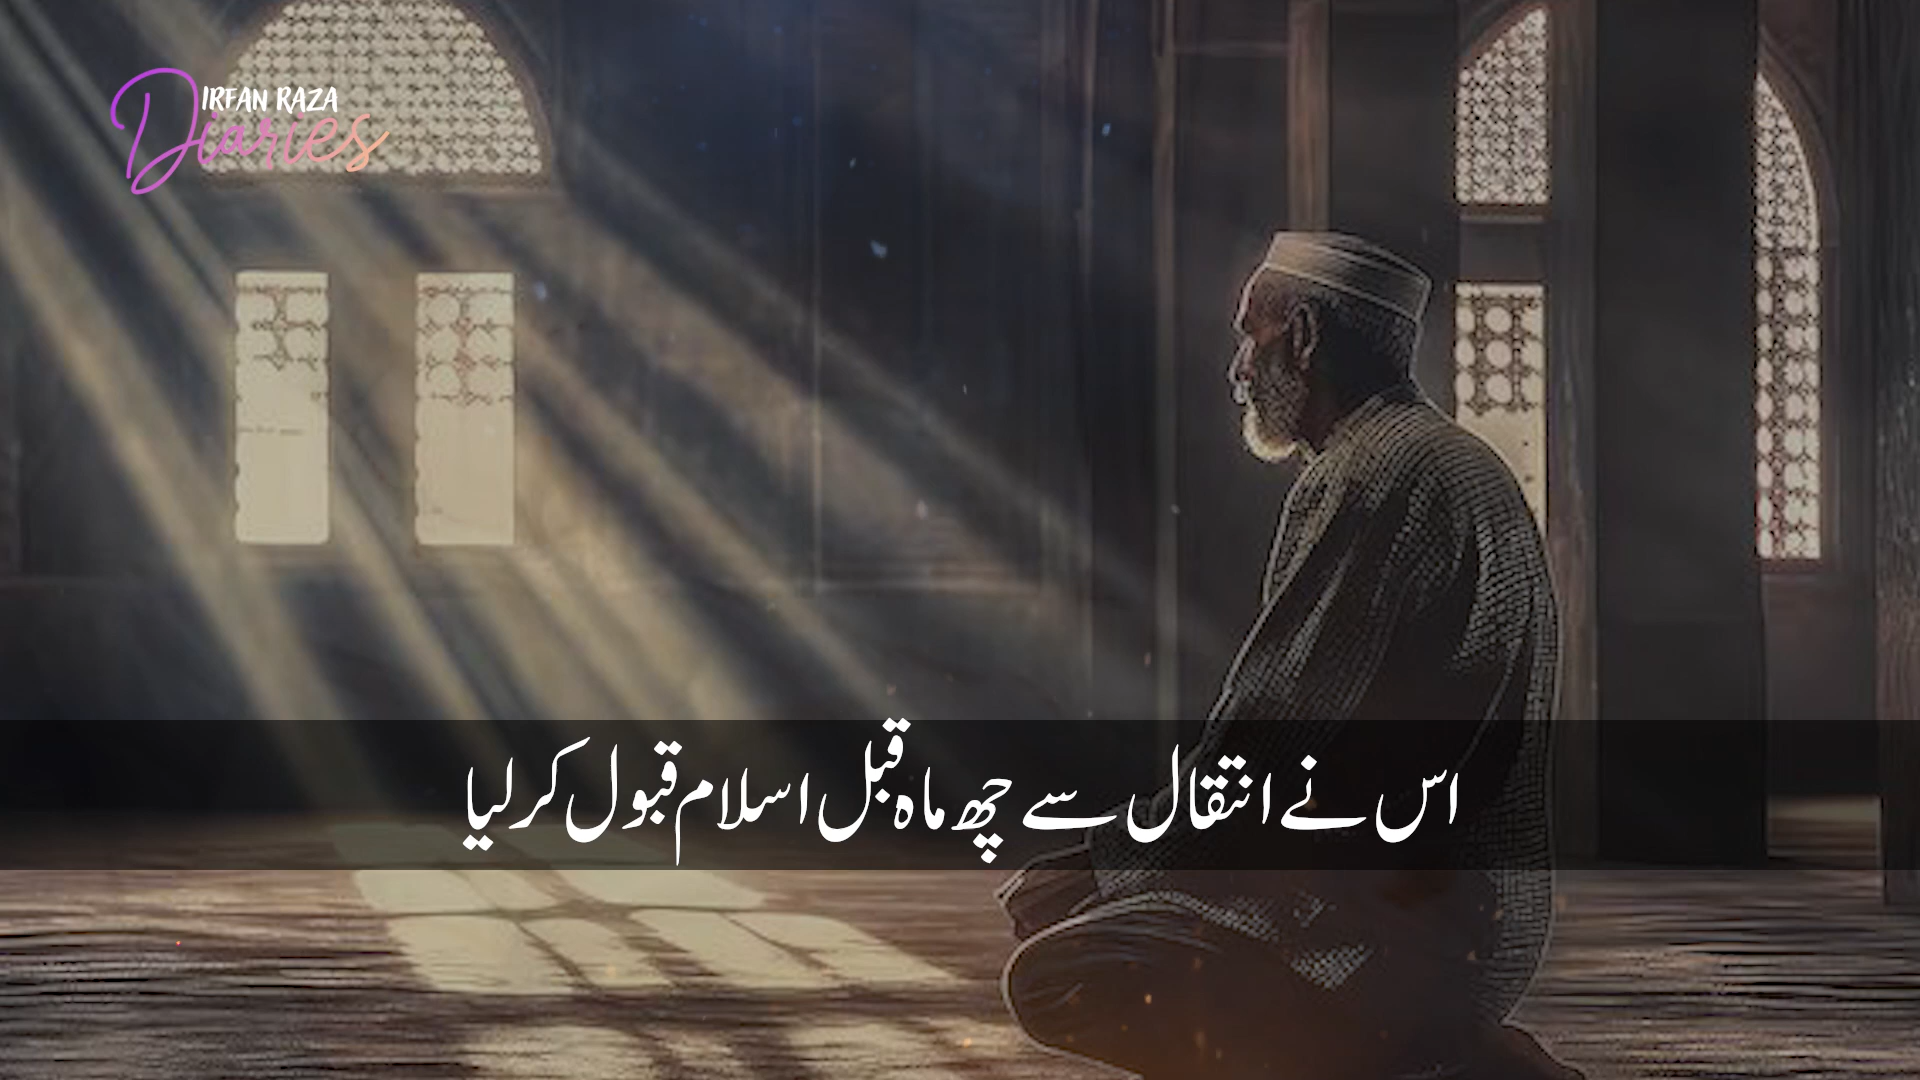 IRFAN RAZA
Diaries
اس نے انتقال سے چھ ماہ قبل اسلام قبول کرلیا